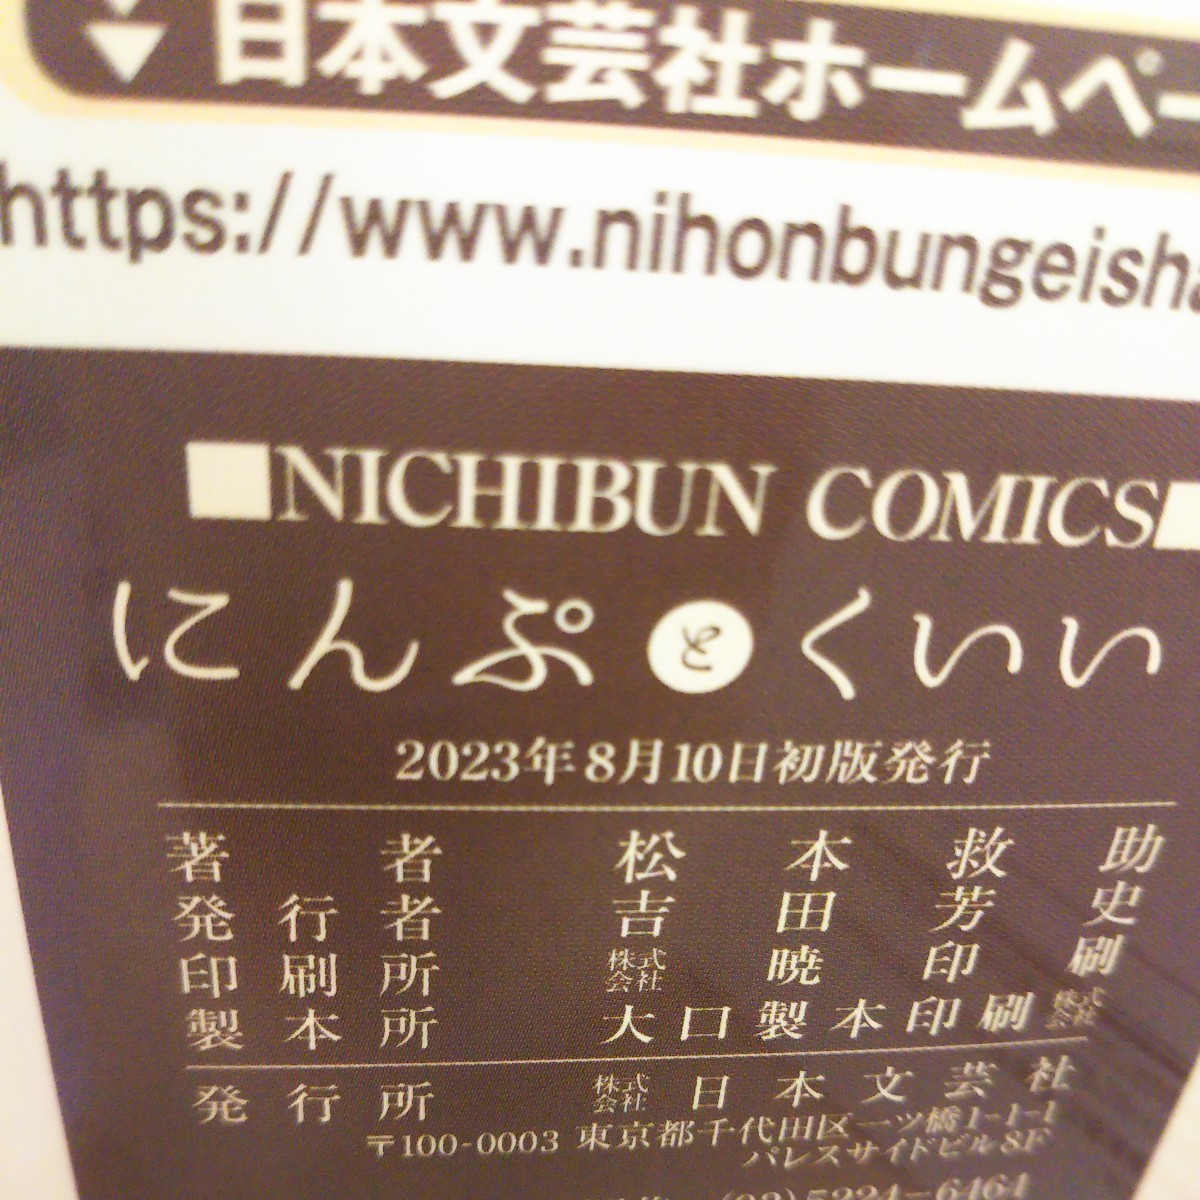 日本文芸社ホームペー
https://www.nihonbungeisha
■NICHIBUN COMICS■
にんぷとくいい
2023年8月10日初版発行
著者 松本救助
発行者 吉田芳史
印刷所 株式会社 暁印刷
製本所 大口製本印刷株式会社
発行所 株式会社 日本文芸社
〒100-0003 東京都千代田区一ツ橋1-1-1
パレスサイドビル8F
(03)5224-6464